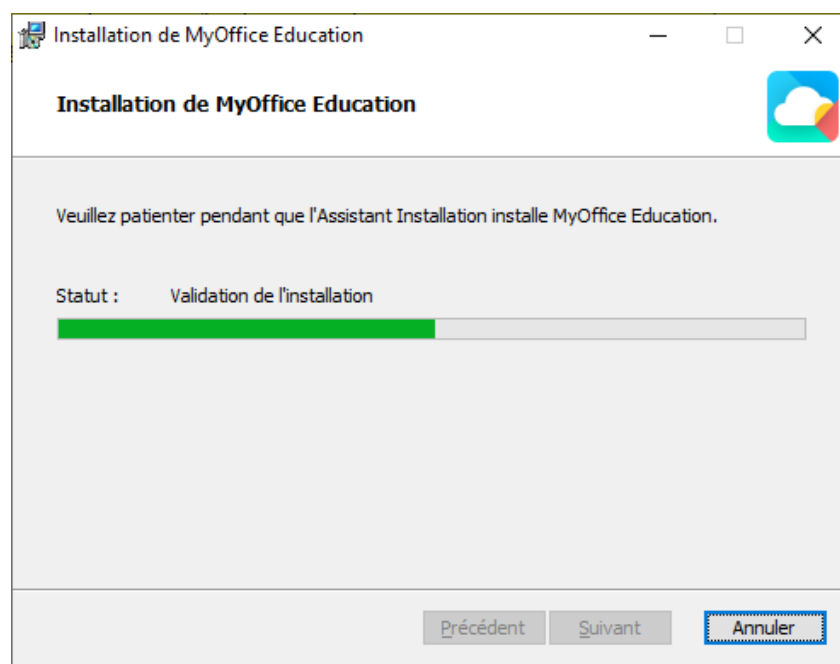 Installation de MyOffice Education
Installation de MyOffice Education
Veuillez patienter pendant que l'Assistant Installation installe MyOffice Education.
Statut : Validation de l'installation
Précédent Suivant Annuler